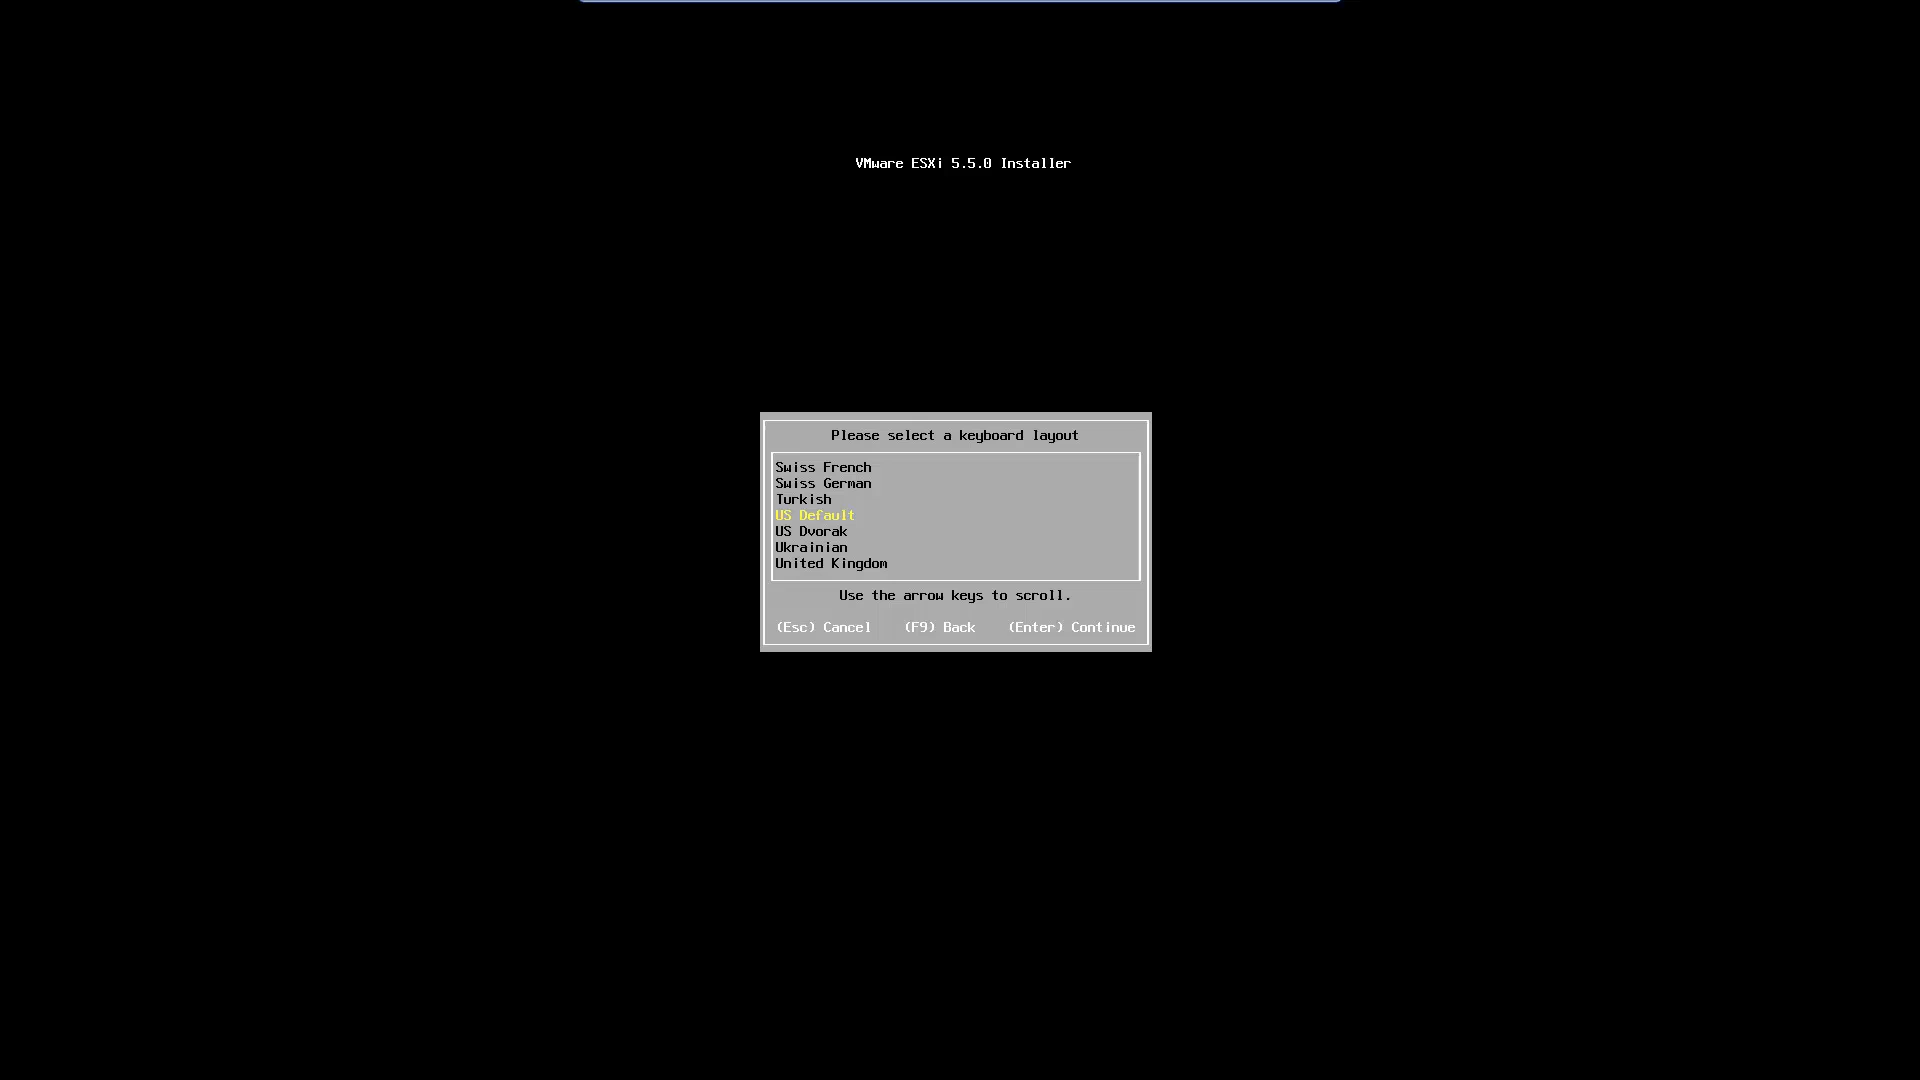 VMware ESXi 5.5.0 Installer
Please select a keyboard layout
Swiss French
Swiss German
Turkish
US Default
US Dvorak
Ukrainian
United Kingdom
Use the arrow keys to scroll.
(Esc) Cancel    (F9) Back    (Enter) Continue